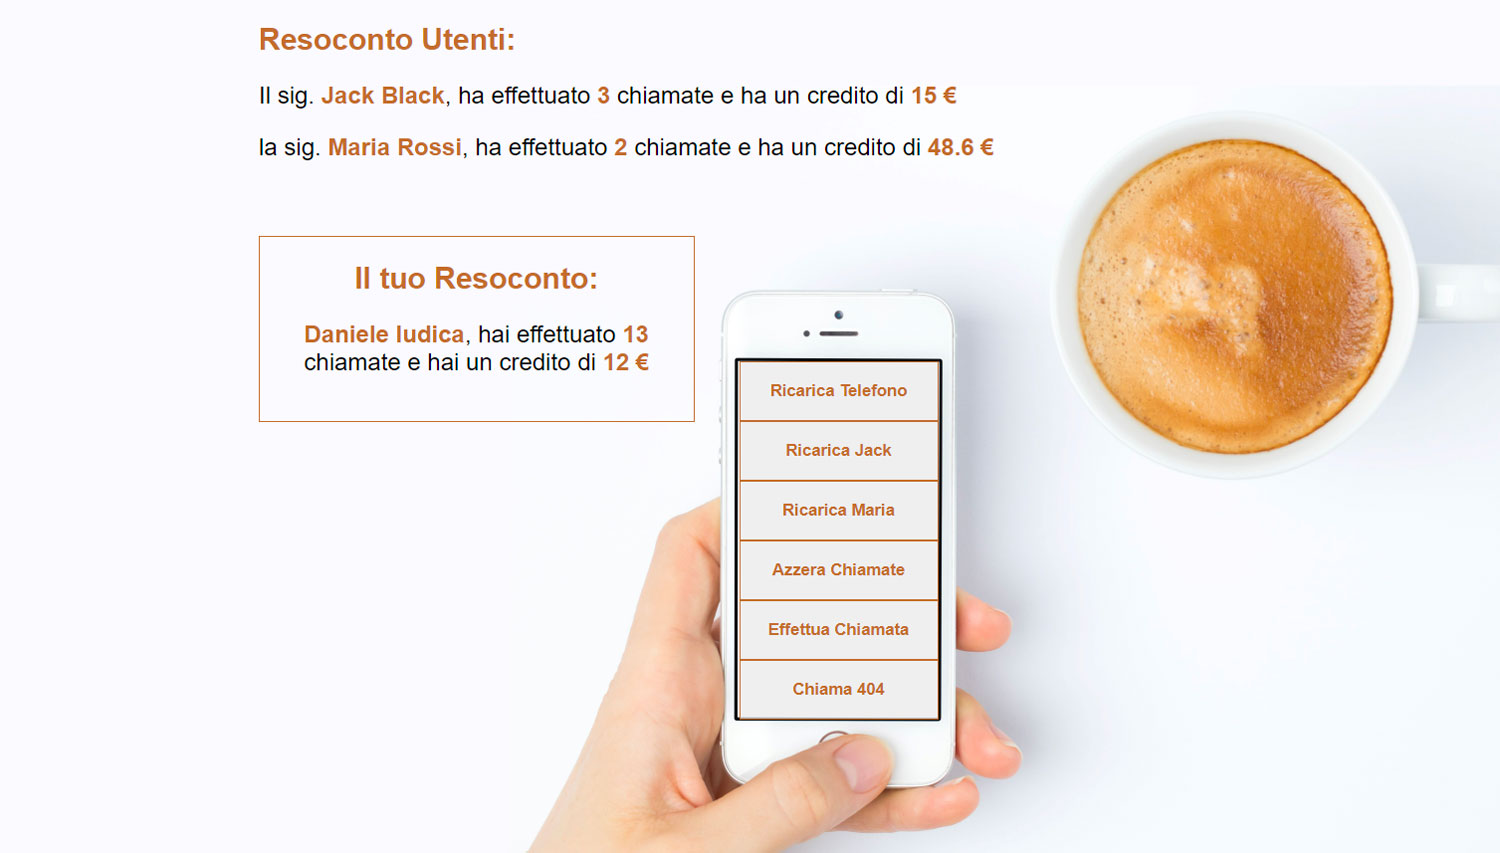 Resoconto Utenti:
Il sig. Jack Black, ha effettuato 3 chiamate e ha un credito di 15 €
la sig. Maria Rossi, ha effettuato 2 chiamate e ha un credito di 48.6 €
Il tuo Resoconto:
Daniele Iudica, hai effettuato 13
chiamate e hai un credito di 12 €
Ricarica Telefono
Ricarica Jack
Ricarica Maria
Azzera Chiamate
Effettua Chiamata
Chiama 404